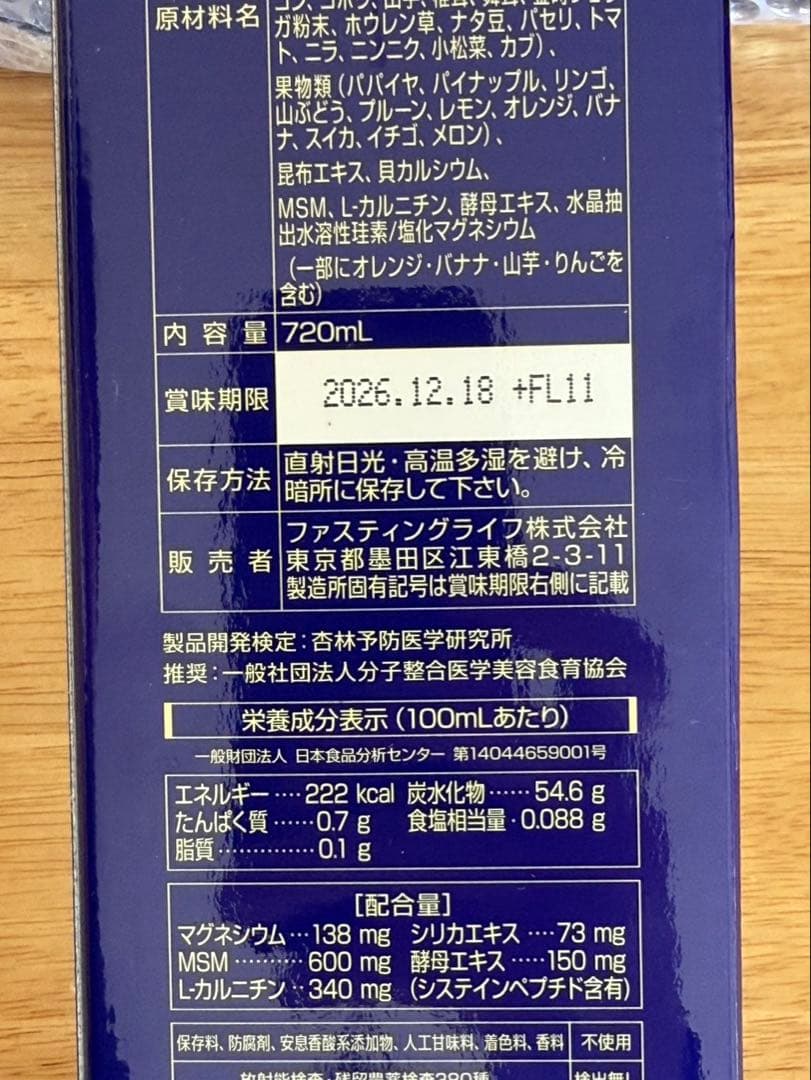 原材料名
ガ粉末、ホウレン草、ナタ豆、パセリ、トマ
ト、ニラ、ニンニク、小松菜、カブ)、
果物類(パパイヤ、パイナップル、リンゴ、
山ぶどう、プルーン、レモン、オレンジ、バナ
ナ、スイカ、イチゴ、メロン)、
昆布エキス、貝カルシウム、
MSM、L-カルニチン、酵母エキス、水晶抽
出水溶性珪素/塩化マグネシウム
(一部にオレンジ・バナナ・山芋・りんごを
含む)
内容量 720mL
賞味期限 2026.12.18 +FL11
保存方法 直射日光・高温多湿を避け、冷
暗所に保存して下さい。
販売者 ファスティングライフ株式会社
東京都墨田区江東橋2-3-11
製造所固有記号は賞味期限右側に記載
製品開発検定:杏林予防医学研究所
推奨:一般社団法人分子整合医学美容食育協会
栄養成分表示(100mLあたり)
一般財団法人 日本食品分析センター 第14044659001号
エネルギー‥‥222 kcal 炭水化物‥‥‥54.6 g
たんぱく質‥‥‥0.7 g 食塩相当量・0.088 g
脂質‥‥‥‥‥‥‥0.1 g
[配合量]
マグネシウム‥・138 mg シリカエキス‥‥73 mg
MSM‥‥‥‥‥600 mg 酵母エキス‥‥‥150 mg
L-カルニチン‥340 mg (システインペプチド含有)
保存料、防腐剤、安息香酸系添加物、人工甘味料、着色料、香料 不使用